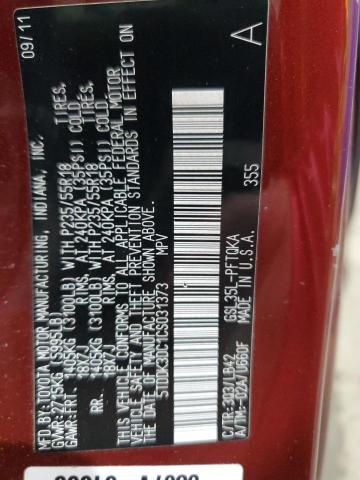 MFD. BY: TOYOTA MOTOR MANUFACTURING, INDIANA, INC.
09/11
GVWR: 2715KG (5995LB)
GAWR: FRT. 1405KG (3100LB) WITH P235/55R18 TIRES,
18X7J RIMS, AT 240KPA (35PSI) COLD.
RR. 1405KG (3100LB) WITH P235/55R18 TIRES,
18X7J RIMS, AT 240KPA (35PSI) COLD.
THIS VEHICLE CONFORMS TO ALL APPLICABLE FEDERAL MOTOR
VEHICLE SAFETY AND THEFT PREVENTION STANDARDS IN
EFFECT ON THE DATE OF MANUFACTURE SHOWN ABOVE.
5TDDK3DC1CS031373
MPV
A
355
C/TR:3Q3/LB42 GSL35L-PFTQKA
A/TM:-02A/U660F MADE IN U.S.A.